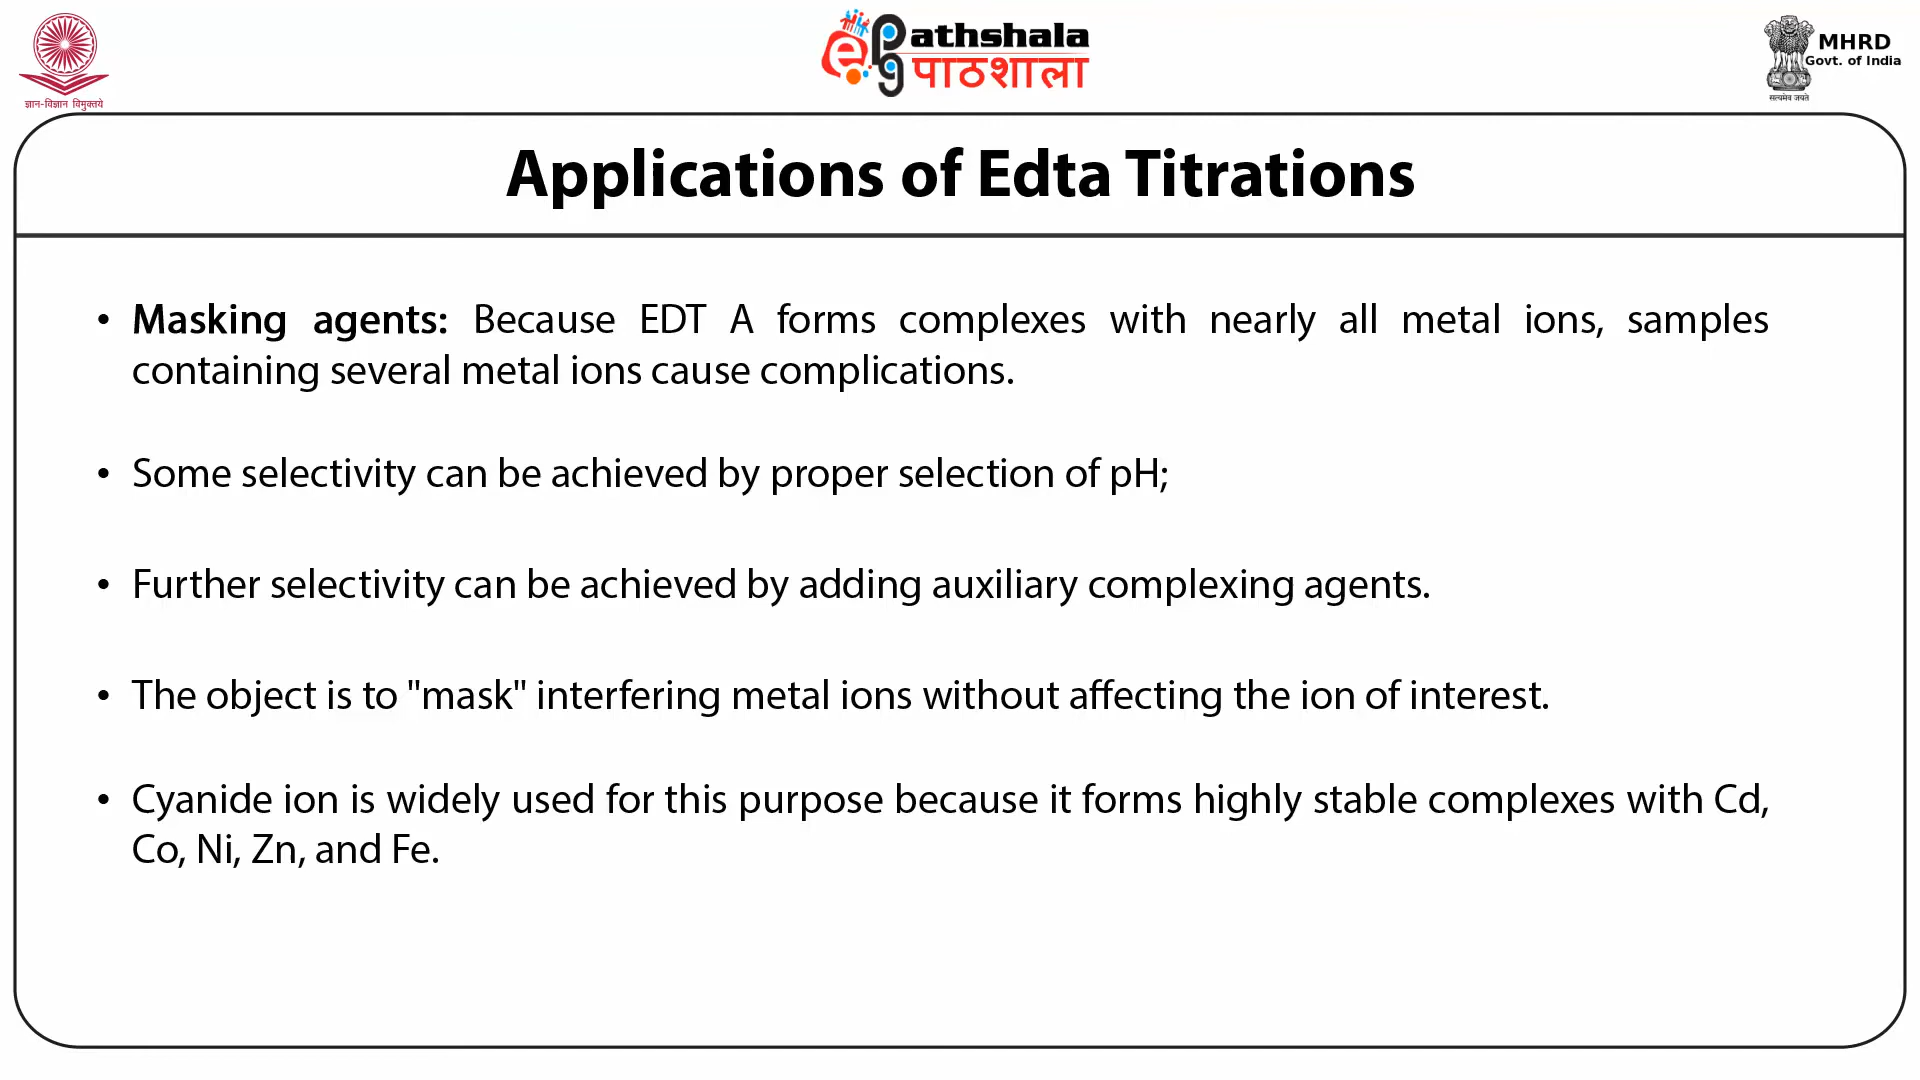 ज्ञान-विज्ञान विमुक्तये
ePathshala
पाठशाला
MHRD
Govt. of India
सत्यमेव जयते
Applications of Edta Titrations
• Masking agents: Because EDT A forms complexes with nearly all metal ions, samples
containing several metal ions cause complications.
• Some selectivity can be achieved by proper selection of pH;
• Further selectivity can be achieved by adding auxiliary complexing agents.
• The object is to "mask" interfering metal ions without affecting the ion of interest.
• Cyanide ion is widely used for this purpose because it forms highly stable complexes with Cd,
Co, Ni, Zn, and Fe.